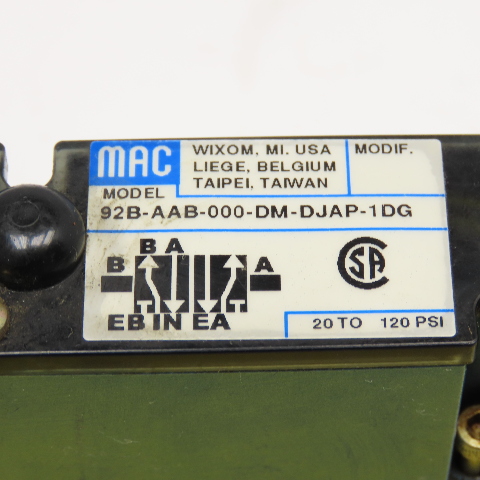 MAC
WIXOM, MI. USA
LIEGE, BELGIUM
TAIPEI, TAIWAN
MODIF.
MODEL
92B-AAB-000-DM-DJAP-1DG
B A
B A
EB IN EA
SA
20 TO 120 PSI